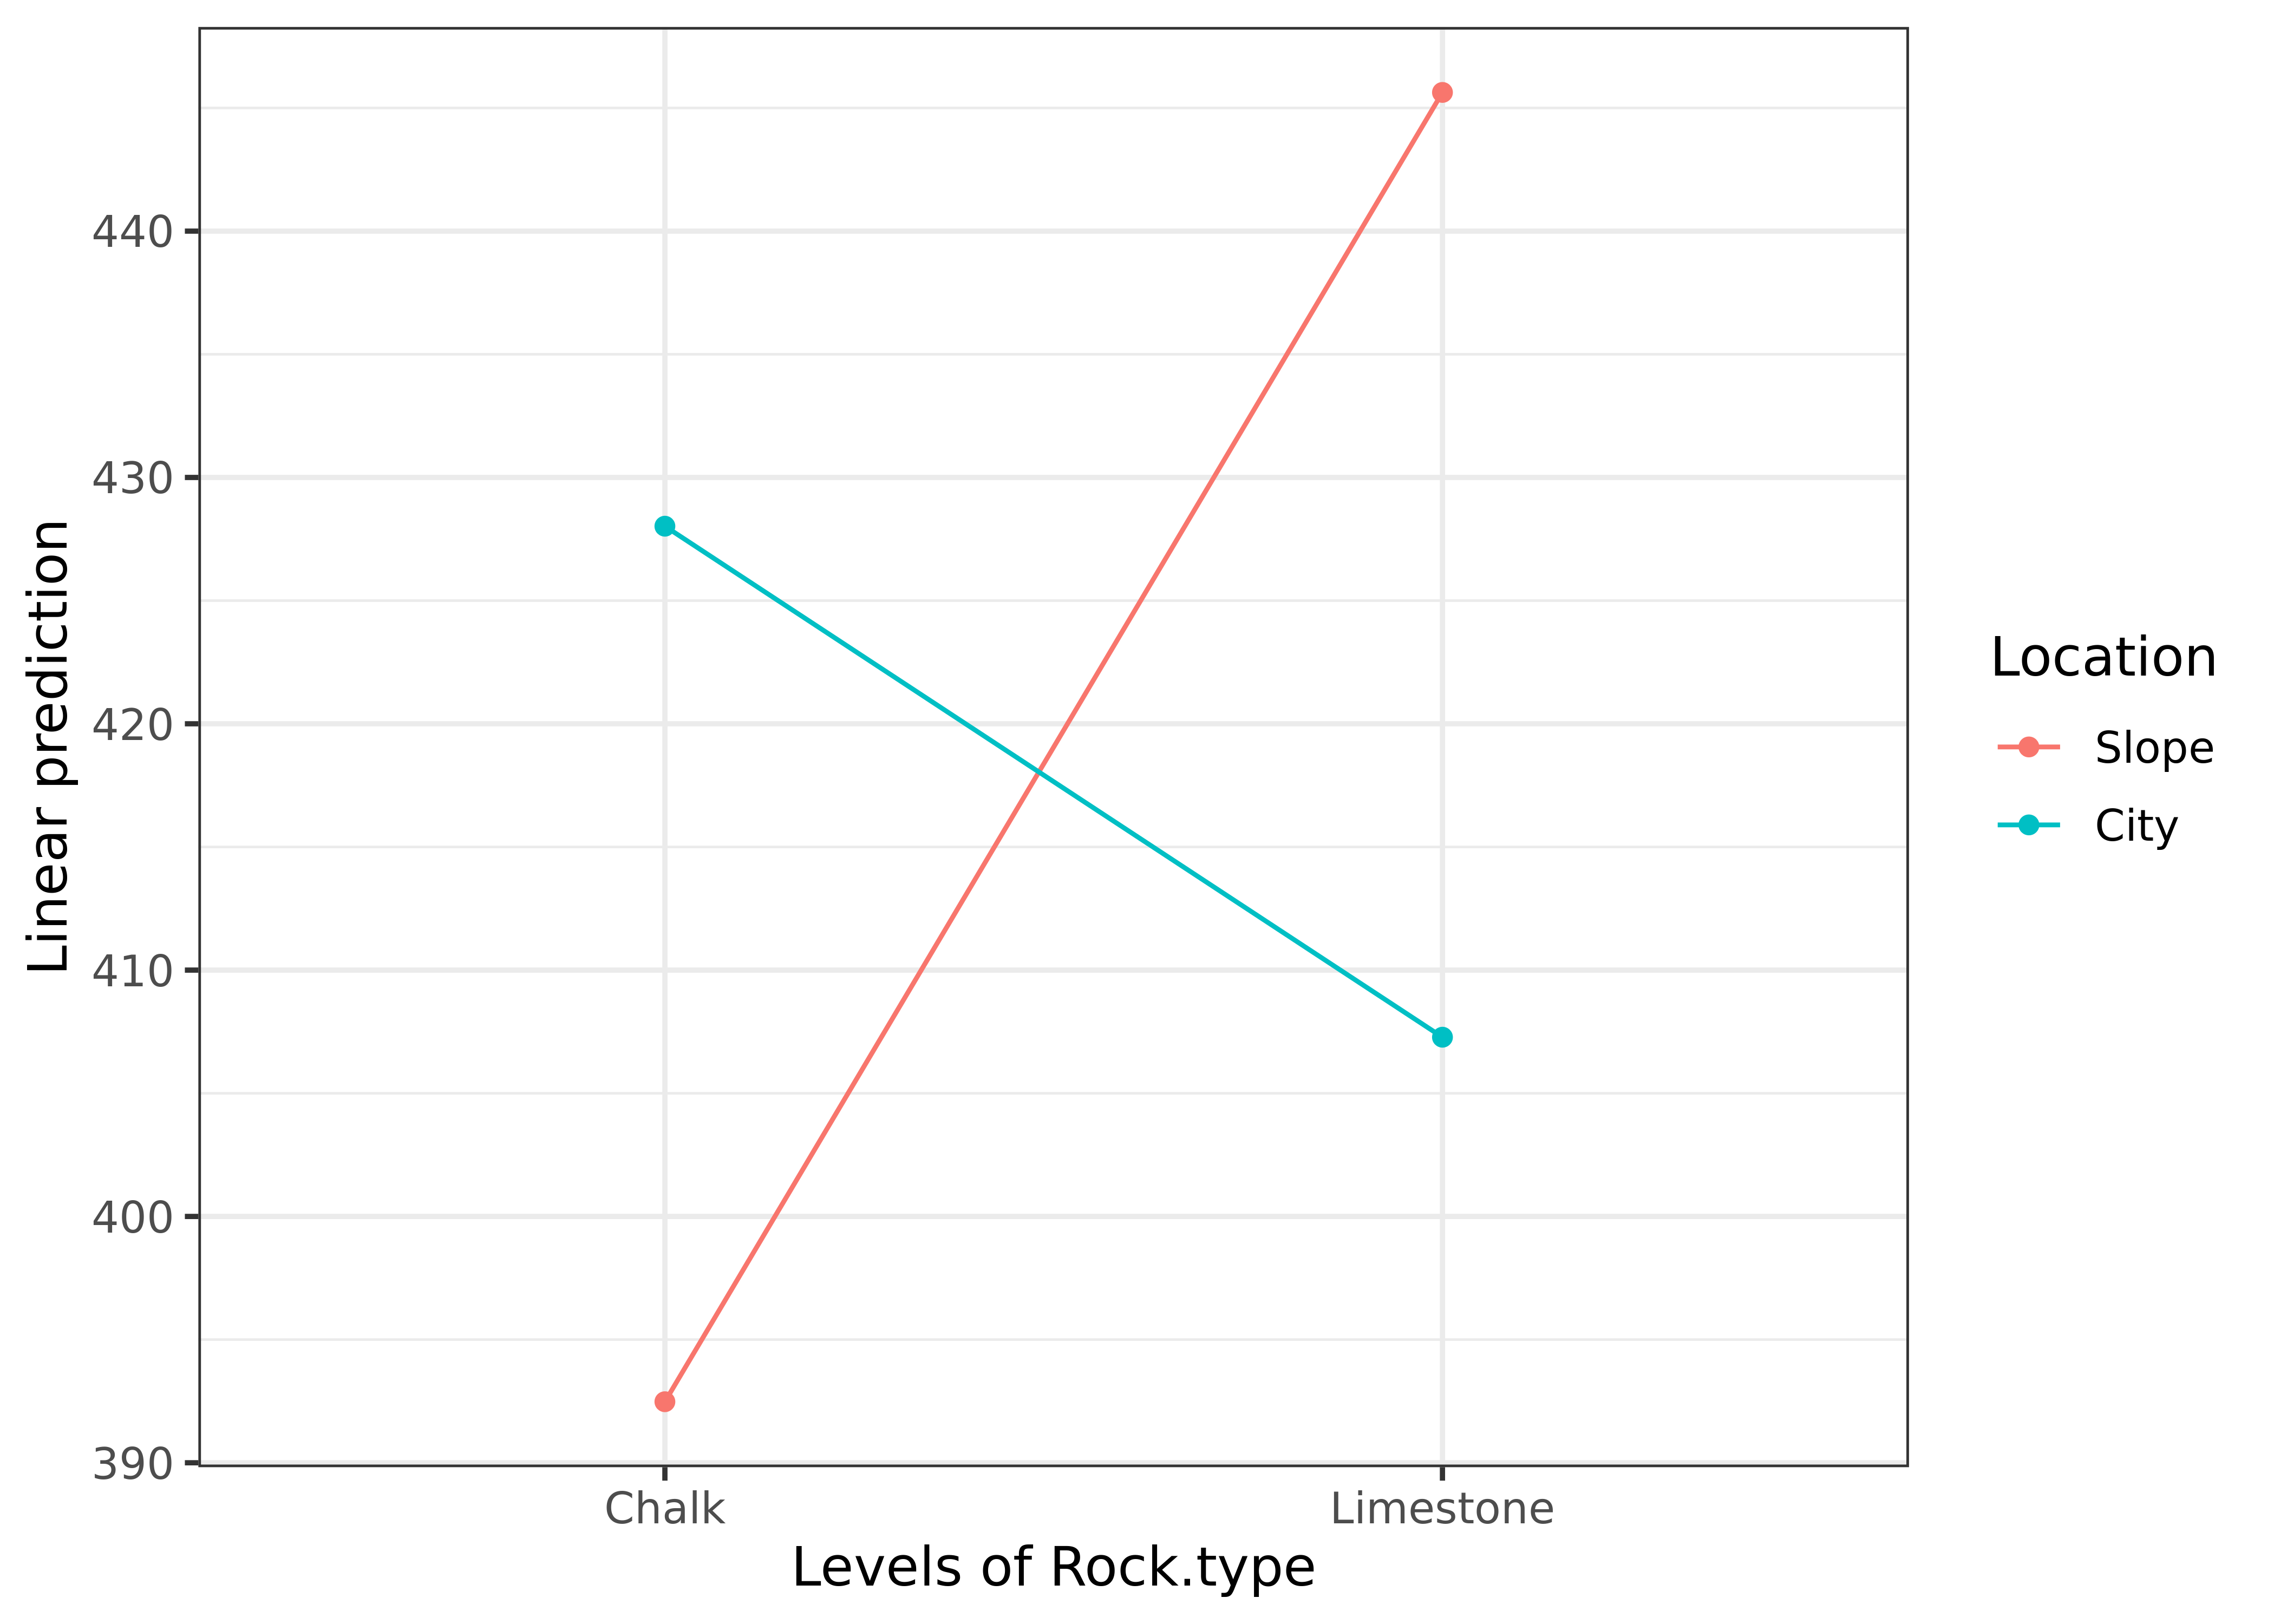 Linear prediction
440
430
420
410
400
390
Chalk Limestone
Levels of Rock.type
Location
Slope
City